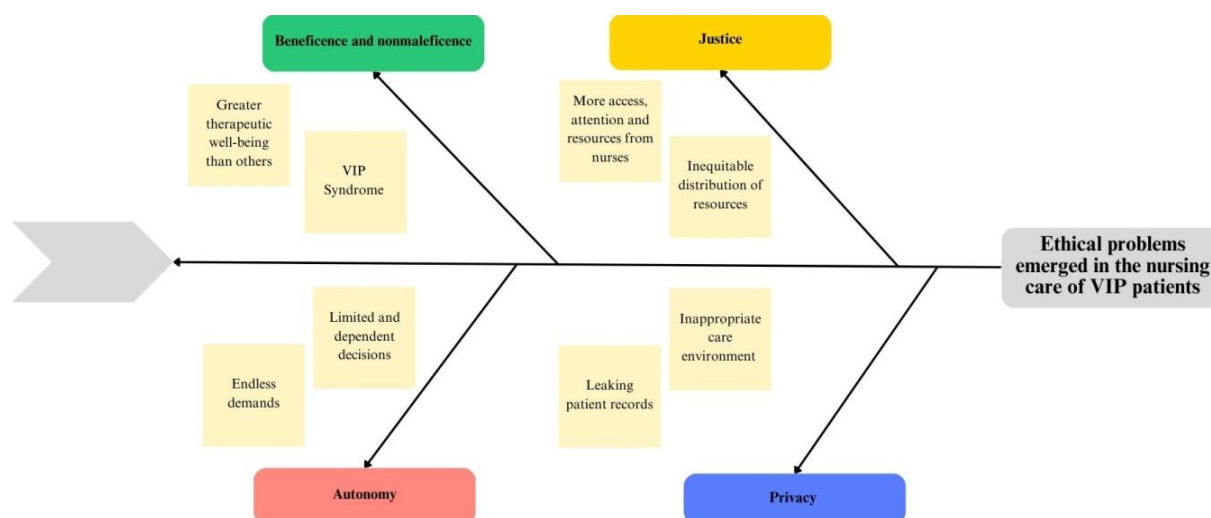 Beneficence and nonmaleficence
Justice
Greater
therapeutic
well-being
than others
VIP
Syndrome
More access,
attention and
resources from
nurses
Inequitable
distribution of
resources
Ethical problems
emerged in the nursing
care of VIP patients
Endless
demands
Limited and
dependent
decisions
Leaking
patient records
Inappropriate
care
environment
Autonomy
Privacy